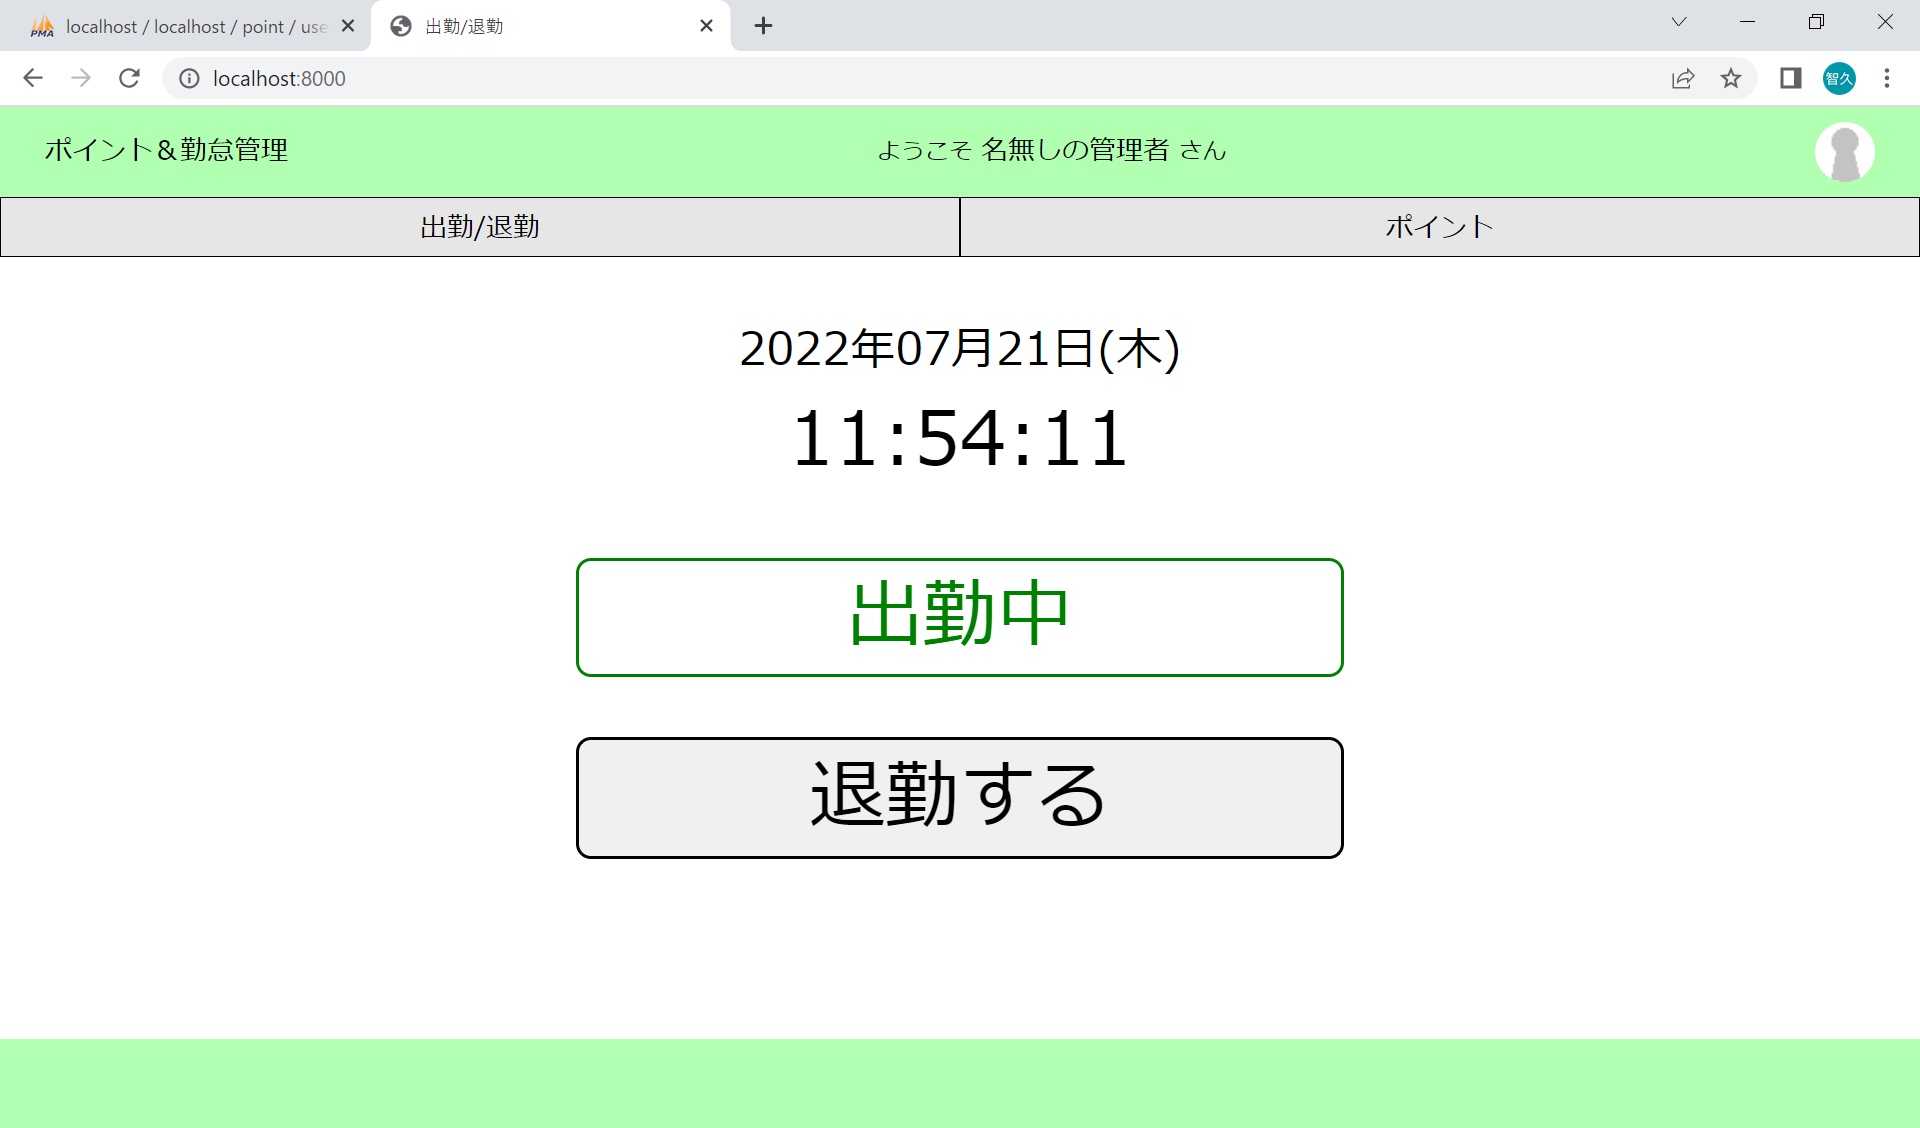 PMA localhost / localhost / point / use
出勤/退勤
localhost:8000
智久
ポイント＆勤怠管理
ようこそ 名無しの管理者 さん
出勤/退勤
ポイント
2022年07月21日(木)
11:54:11
出勤中
退勤する